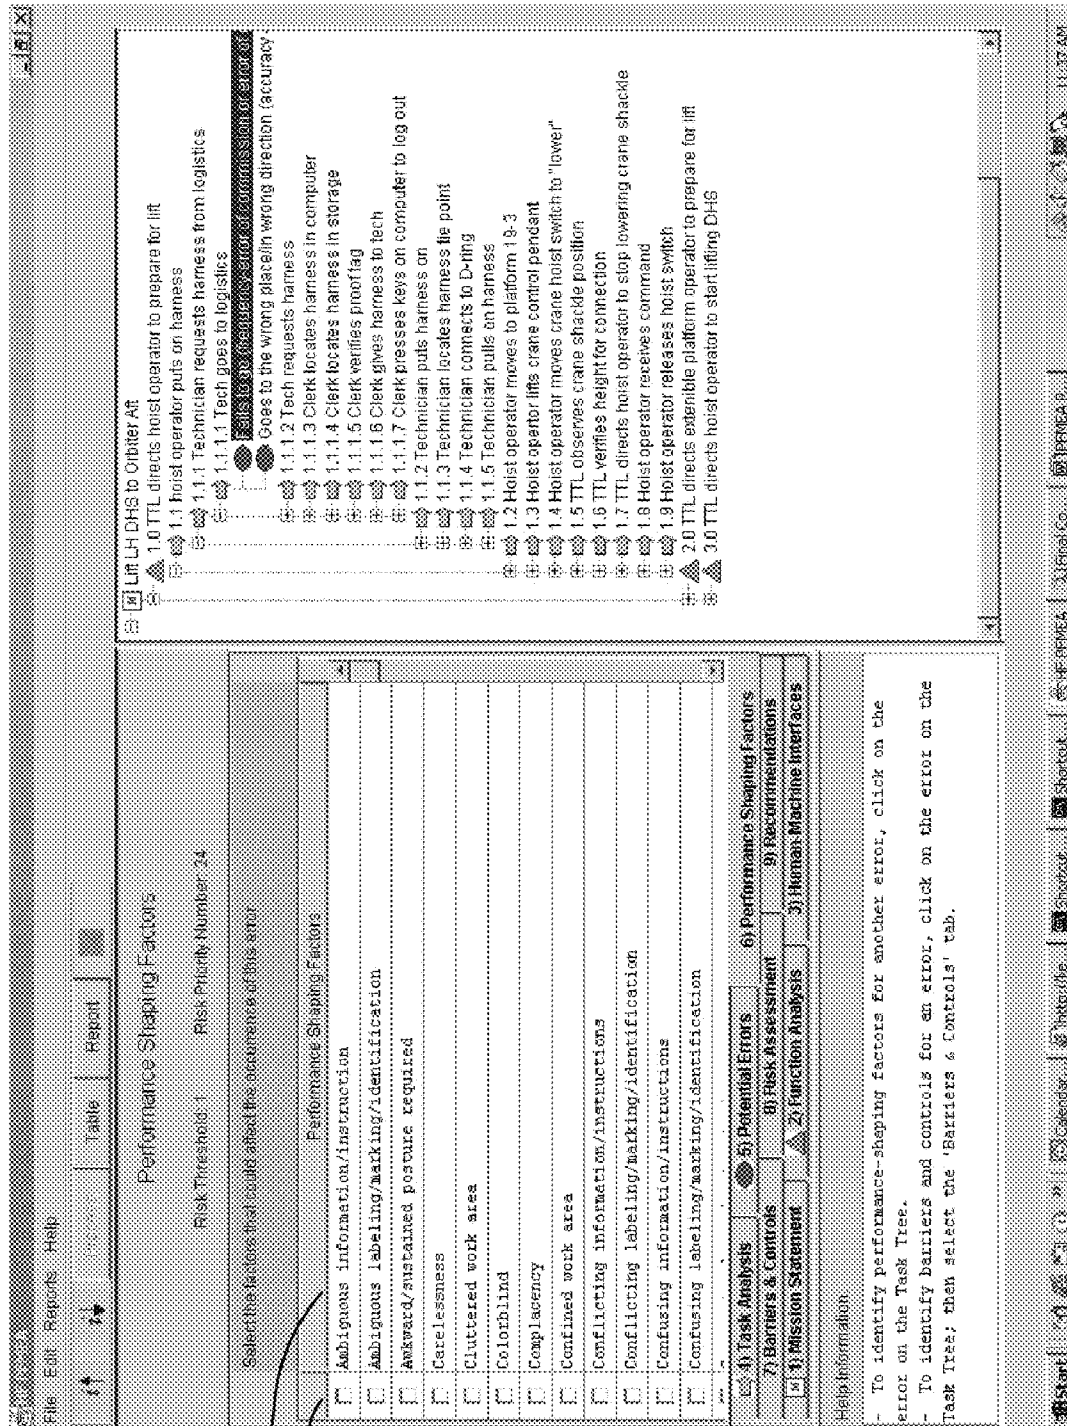 File Edit Reports Help
Table Report
Performance Shaping Factors
Risk Threshold: 1 Risk Priority Number: 24
Select the factors that could affect the occurrence of this error
Performance Shaping Factors
Ambiguous information/instruction
Ambiguous labeling/marking/identification
Awkward/sustained posture required
Carelessness
Cluttered work area
Colorblind
Complacency
Confined work area
Conflicting information/instructions
Conflicting labeling/marking/identification
Confusing information/instructions
Confusing labeling/marking/identification
4) Task Analysis 5) Potential Errors 6) Performance Shaping Factors
7) Barriers & Controls 8) Risk Assessment 9) Recommendations
M 1) Mission Statement 2) Function Analysis 3) Human-Machine Interfaces
Help Information
- To identify performance-shaping factors for another error, click on the
error on the Task Tree.
- To identify barriers and controls for an error, click on the error on the
Task Tree; then select the 'Barriers & Controls' tab.
M Lift LH DHS to Orbiter Aft
1.0 TTL directs hoist operator to prepare for lift
1.1 hoist operator puts on harness
1.1.1 Technician requests harness from logistics
1.1.1.1 Tech goes to logistics
Fails to go
Goes to the wrong place/in wrong direction (accuracy
1.1.1.2 Tech requests harness
1.1.1.3 Clerk locates harness in computer
1.1.1.4 Clerk locates harness in storage
1.1.1.5 Clerk verifies proof tag
1.1.1.6 Clerk gives harness to tech
1.1.1.7 Clerk presses keys on computer to log out
1.1.2 Technician puts harness on
1.1.3 Technician locates harness tie point
1.1.4 Technician connects to D-ring
1.1.5 Technician pulls on harness
1.2 Hoist operator moves to platform 19-3
1.3 Hoist opertor lifts crane control pendant
1.4 Hoist operator moves crane hoist switch to "lower"
1.5 TTL observes crane shackle position
1.6 TTL verifies height for connection
1.7 TTL directs hoist operator to stop lowering crane shackle
1.8 Hoist operator receives command
1.9 Hoist operator releases hoist switch
2.0 TTL directs extenible platform operator to prepare for lift
3.0 TTL directs hoist operator to start lifting DHS
Start Calendar Shortcut Shortcut HF PFMEA 11:37 AM